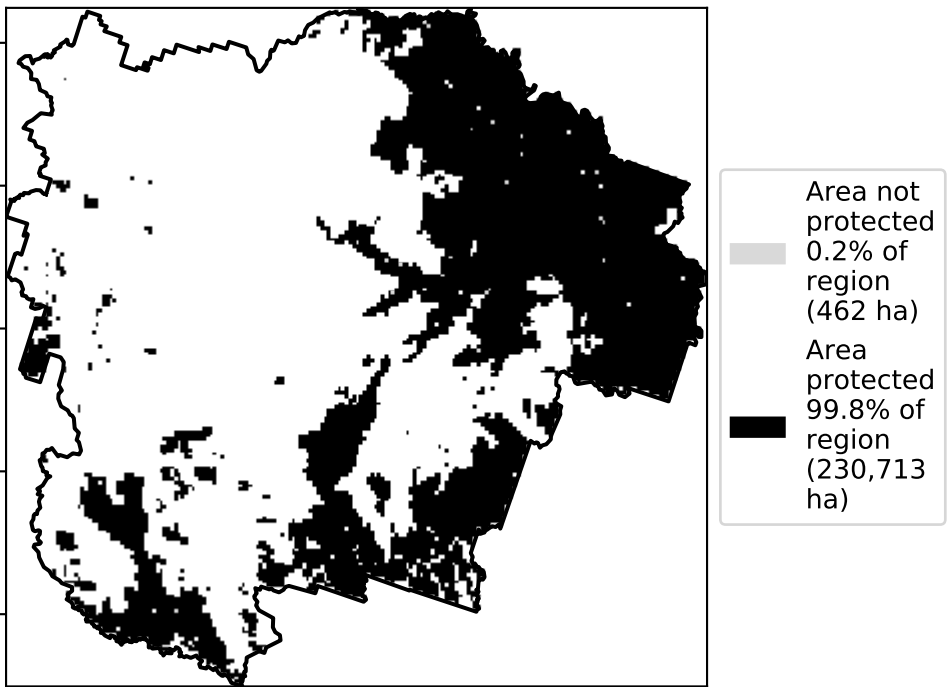 Area not
protected
0.2% of
region
(462 ha)
Area
protected
99.8% of
region
(230,713
ha)